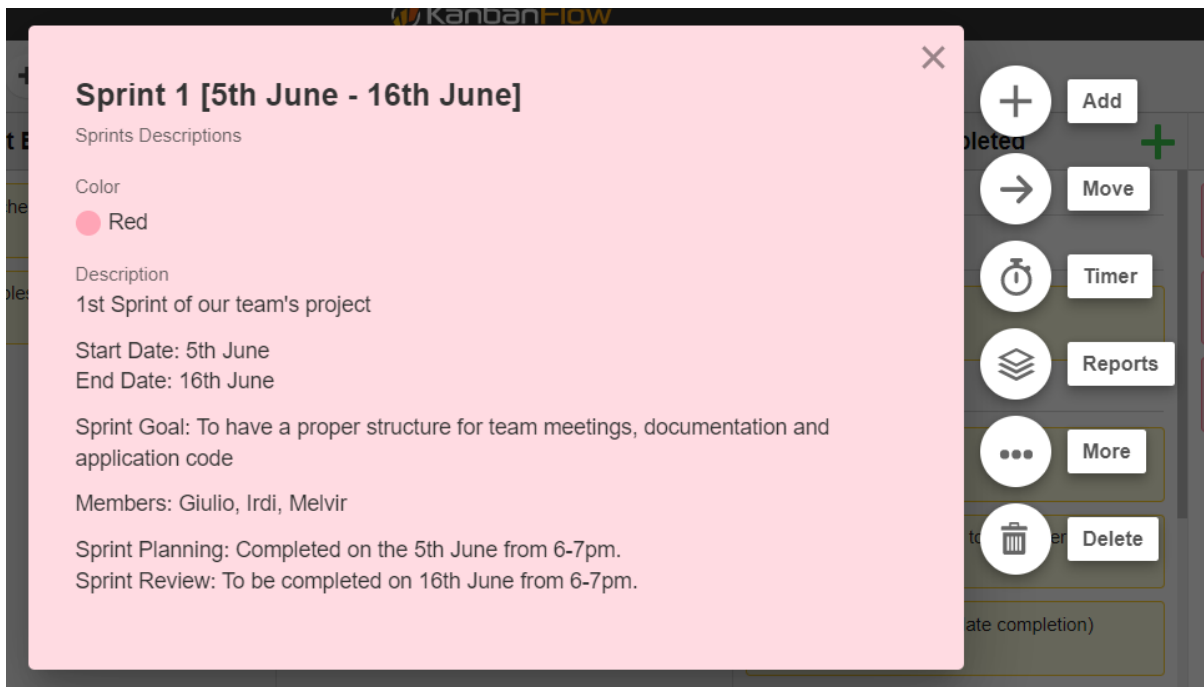 KanbanFlow
Sprint 1 [5th June - 16th June]
Sprints Descriptions
Color
Red
Description
1st Sprint of our team's project
Start Date: 5th June
End Date: 16th June
Sprint Goal: To have a proper structure for team meetings, documentation and
application code
Members: Giulio, Irdi, Melvir
Sprint Planning: Completed on the 5th June from 6-7pm.
Sprint Review: To be completed on 16th June from 6-7pm.
Add
Move
Timer
Reports
More
Delete
completion)